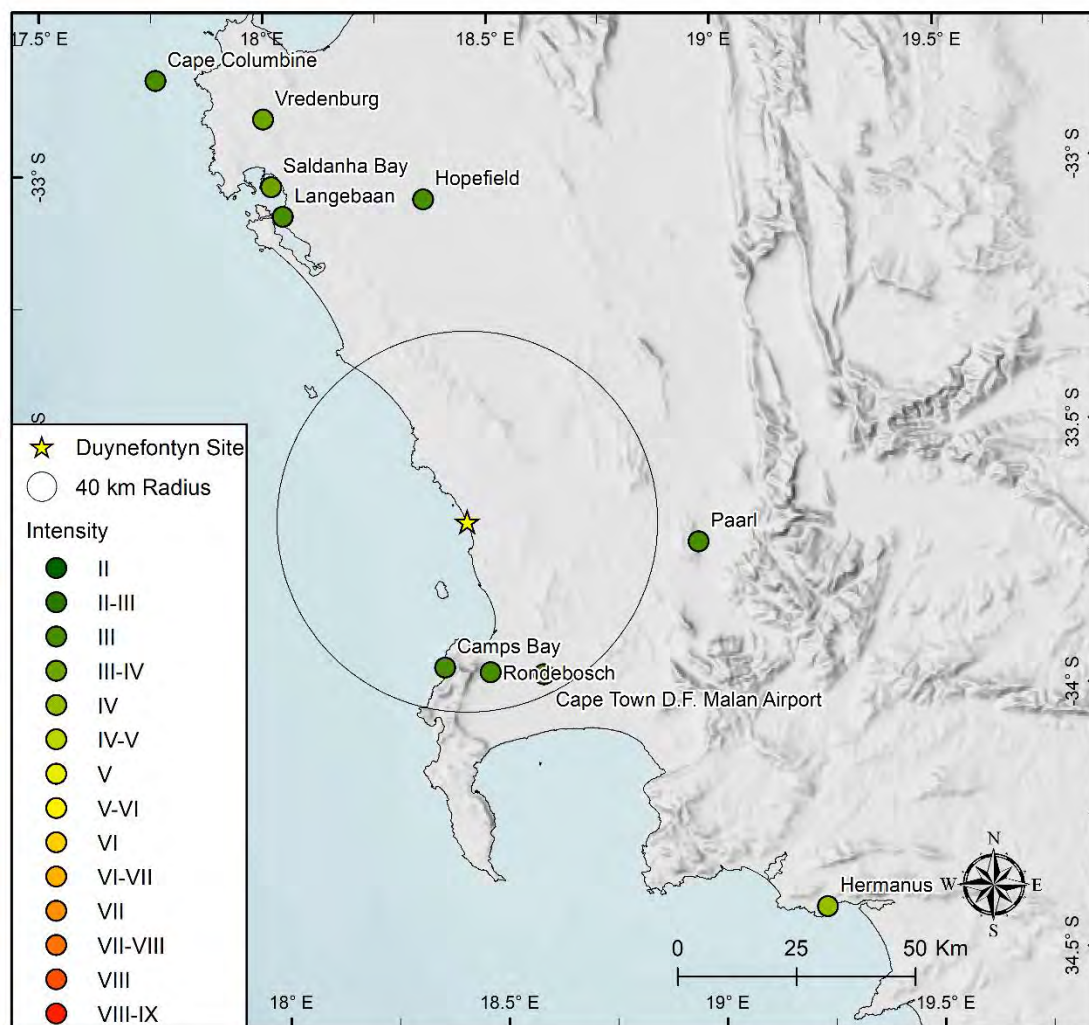 17.5° E
18° E
18.5° E
19° E
19.5° E
Cape Columbine
Vredenburg
-33° S
-33° S
Saldanha Bay
Hopefield
Langebaan
33.5° S
° S
Duynefontyn Site
40 km Radius
Intensity
II
II-III
III
III-IV
IV
IV-V
V
V-VI
VI
VI-VII
VII
VII-VIII
VIII
VIII-IX
Paarl
Camps Bay
Rondebosch
Cape Town D.F. Malan Airport
-34° S
N
W
E
S
Hermanus
0
25
50 Km
34.5° S
18° E
18.5° E
19° E
19.5° E